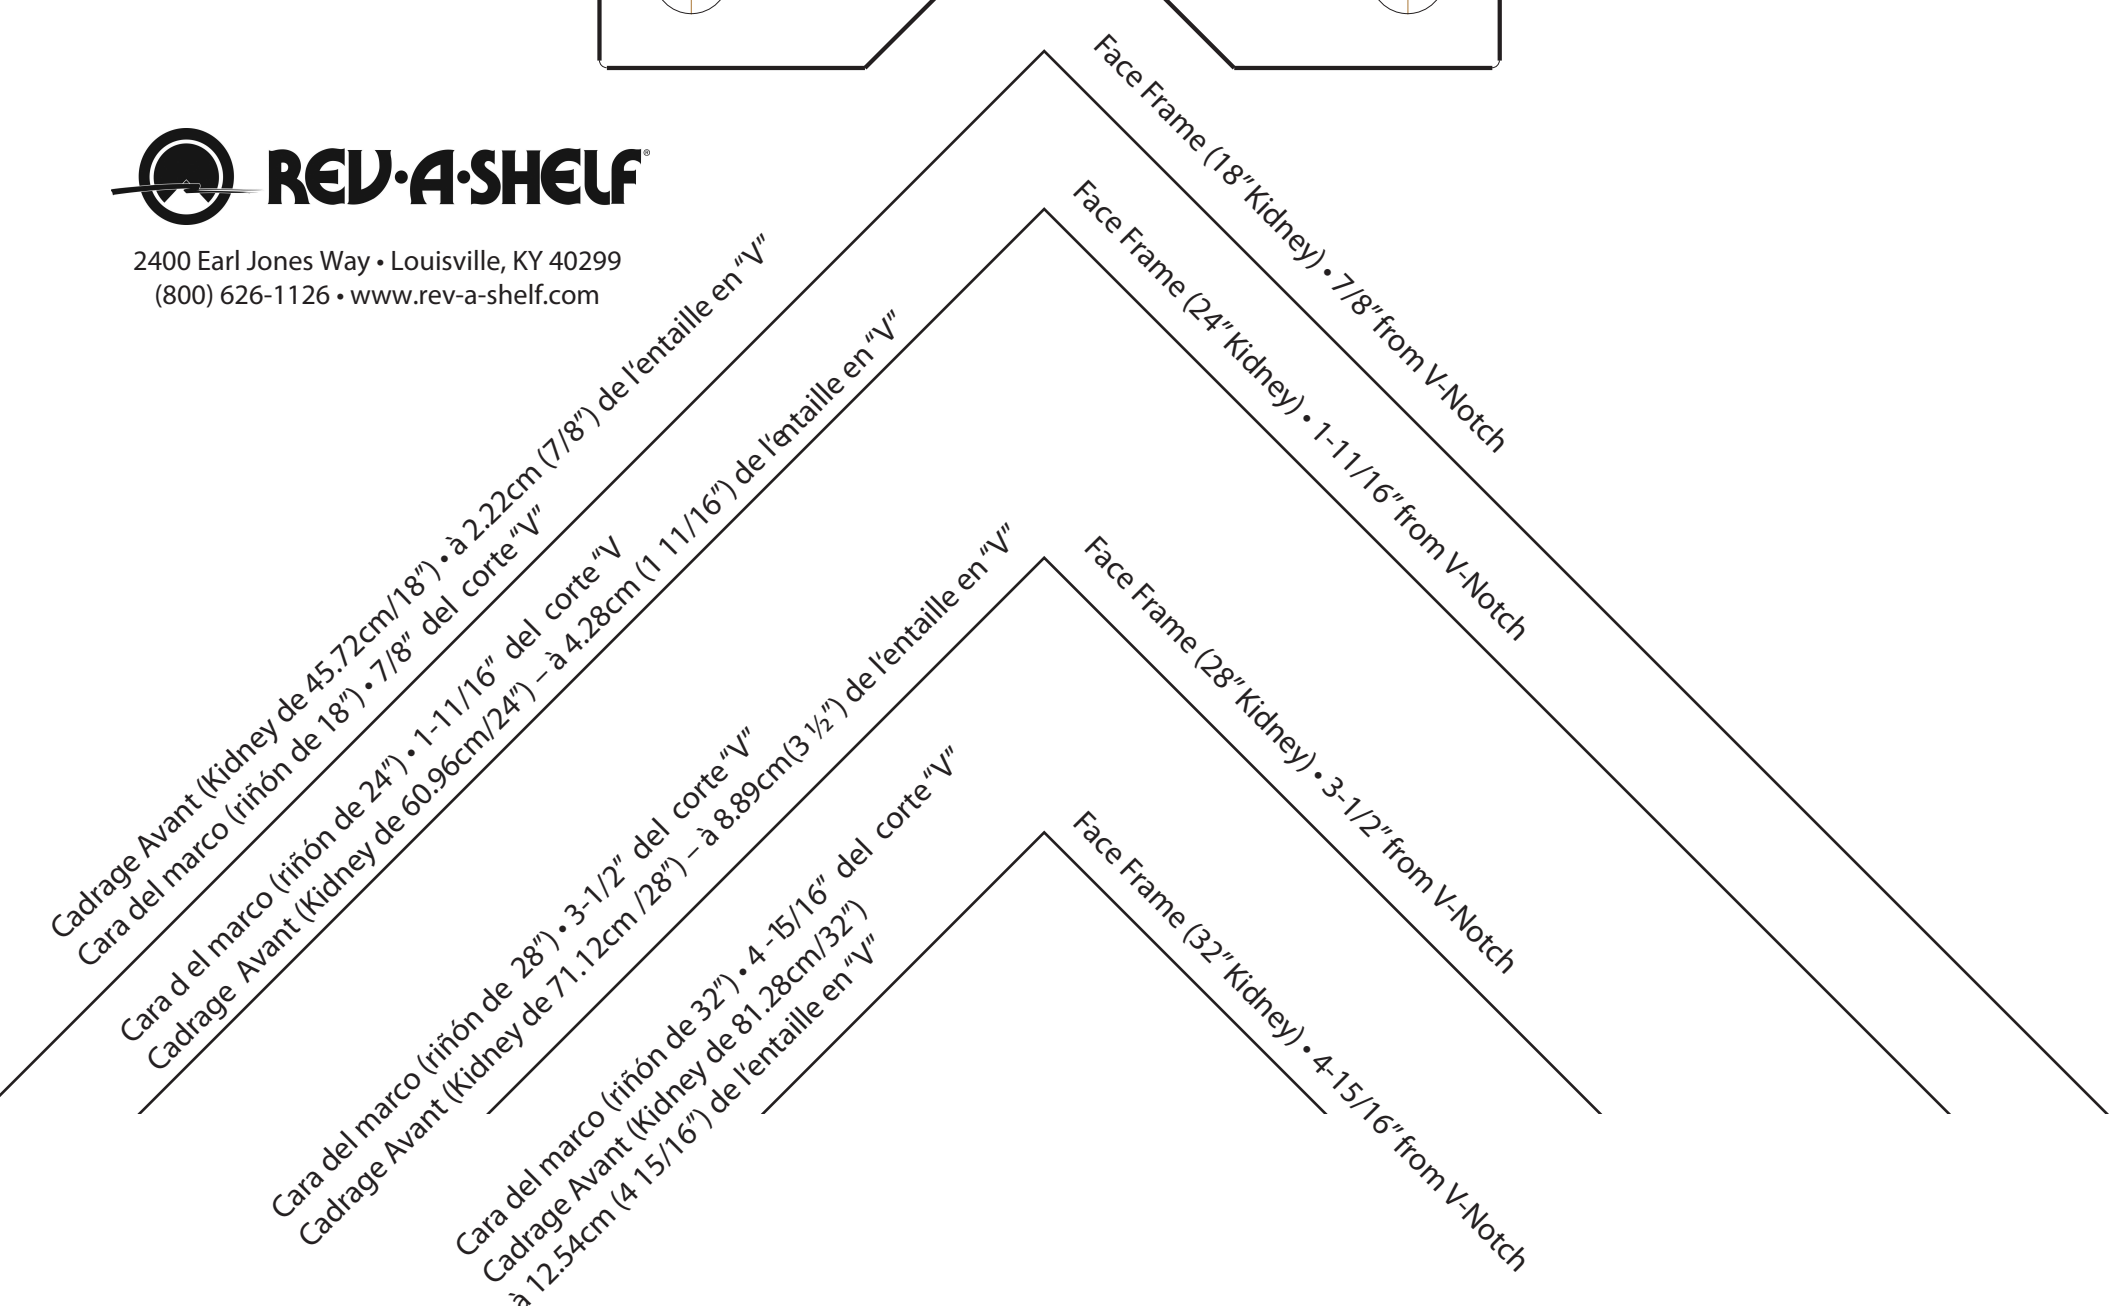 REV·A·SHELF®
2400 Earl Jones Way • Louisville, KY 40299
(800) 626-1126 • www.rev-a-shelf.com
Cadrage Avant (Kidney de 45.72cm/18”) • à 2.22cm (7/8”) de l‘entaille en “V”
Cara del marco (riñón de 18”) • 7/8” del corte “V”
Cara d el marco (riñón de 24”) • 1-11/16” del corte “V
Cadrage Avant (Kidney de 60.96cm/24”) – à 4.28cm (1 11/16”) de l‘entaille en “V”
Cara del marco (riñón de 28”) • 3-1/2” del corte “V”
Cadrage Avant (Kidney de 71.12cm /28”) – à 8.89cm(3 ½”) de l‘entaille en “V”
Cara del marco (riñón de 32”) • 4 -15/16” del corte “V”
Cadrage Avant (Kidney de 81.28cm/32”)
à 12.54cm (4 15/16”) de l‘entaille en “V”
Face Frame (18” Kidney) • 7/8” from V-Notch
Face Frame (24” Kidney) • 1-11/16” from V-Notch
Face Frame (28” Kidney) • 3-1/2” from V-Notch
Face Frame (32” Kidney) • 4-15/16” from V-Notch